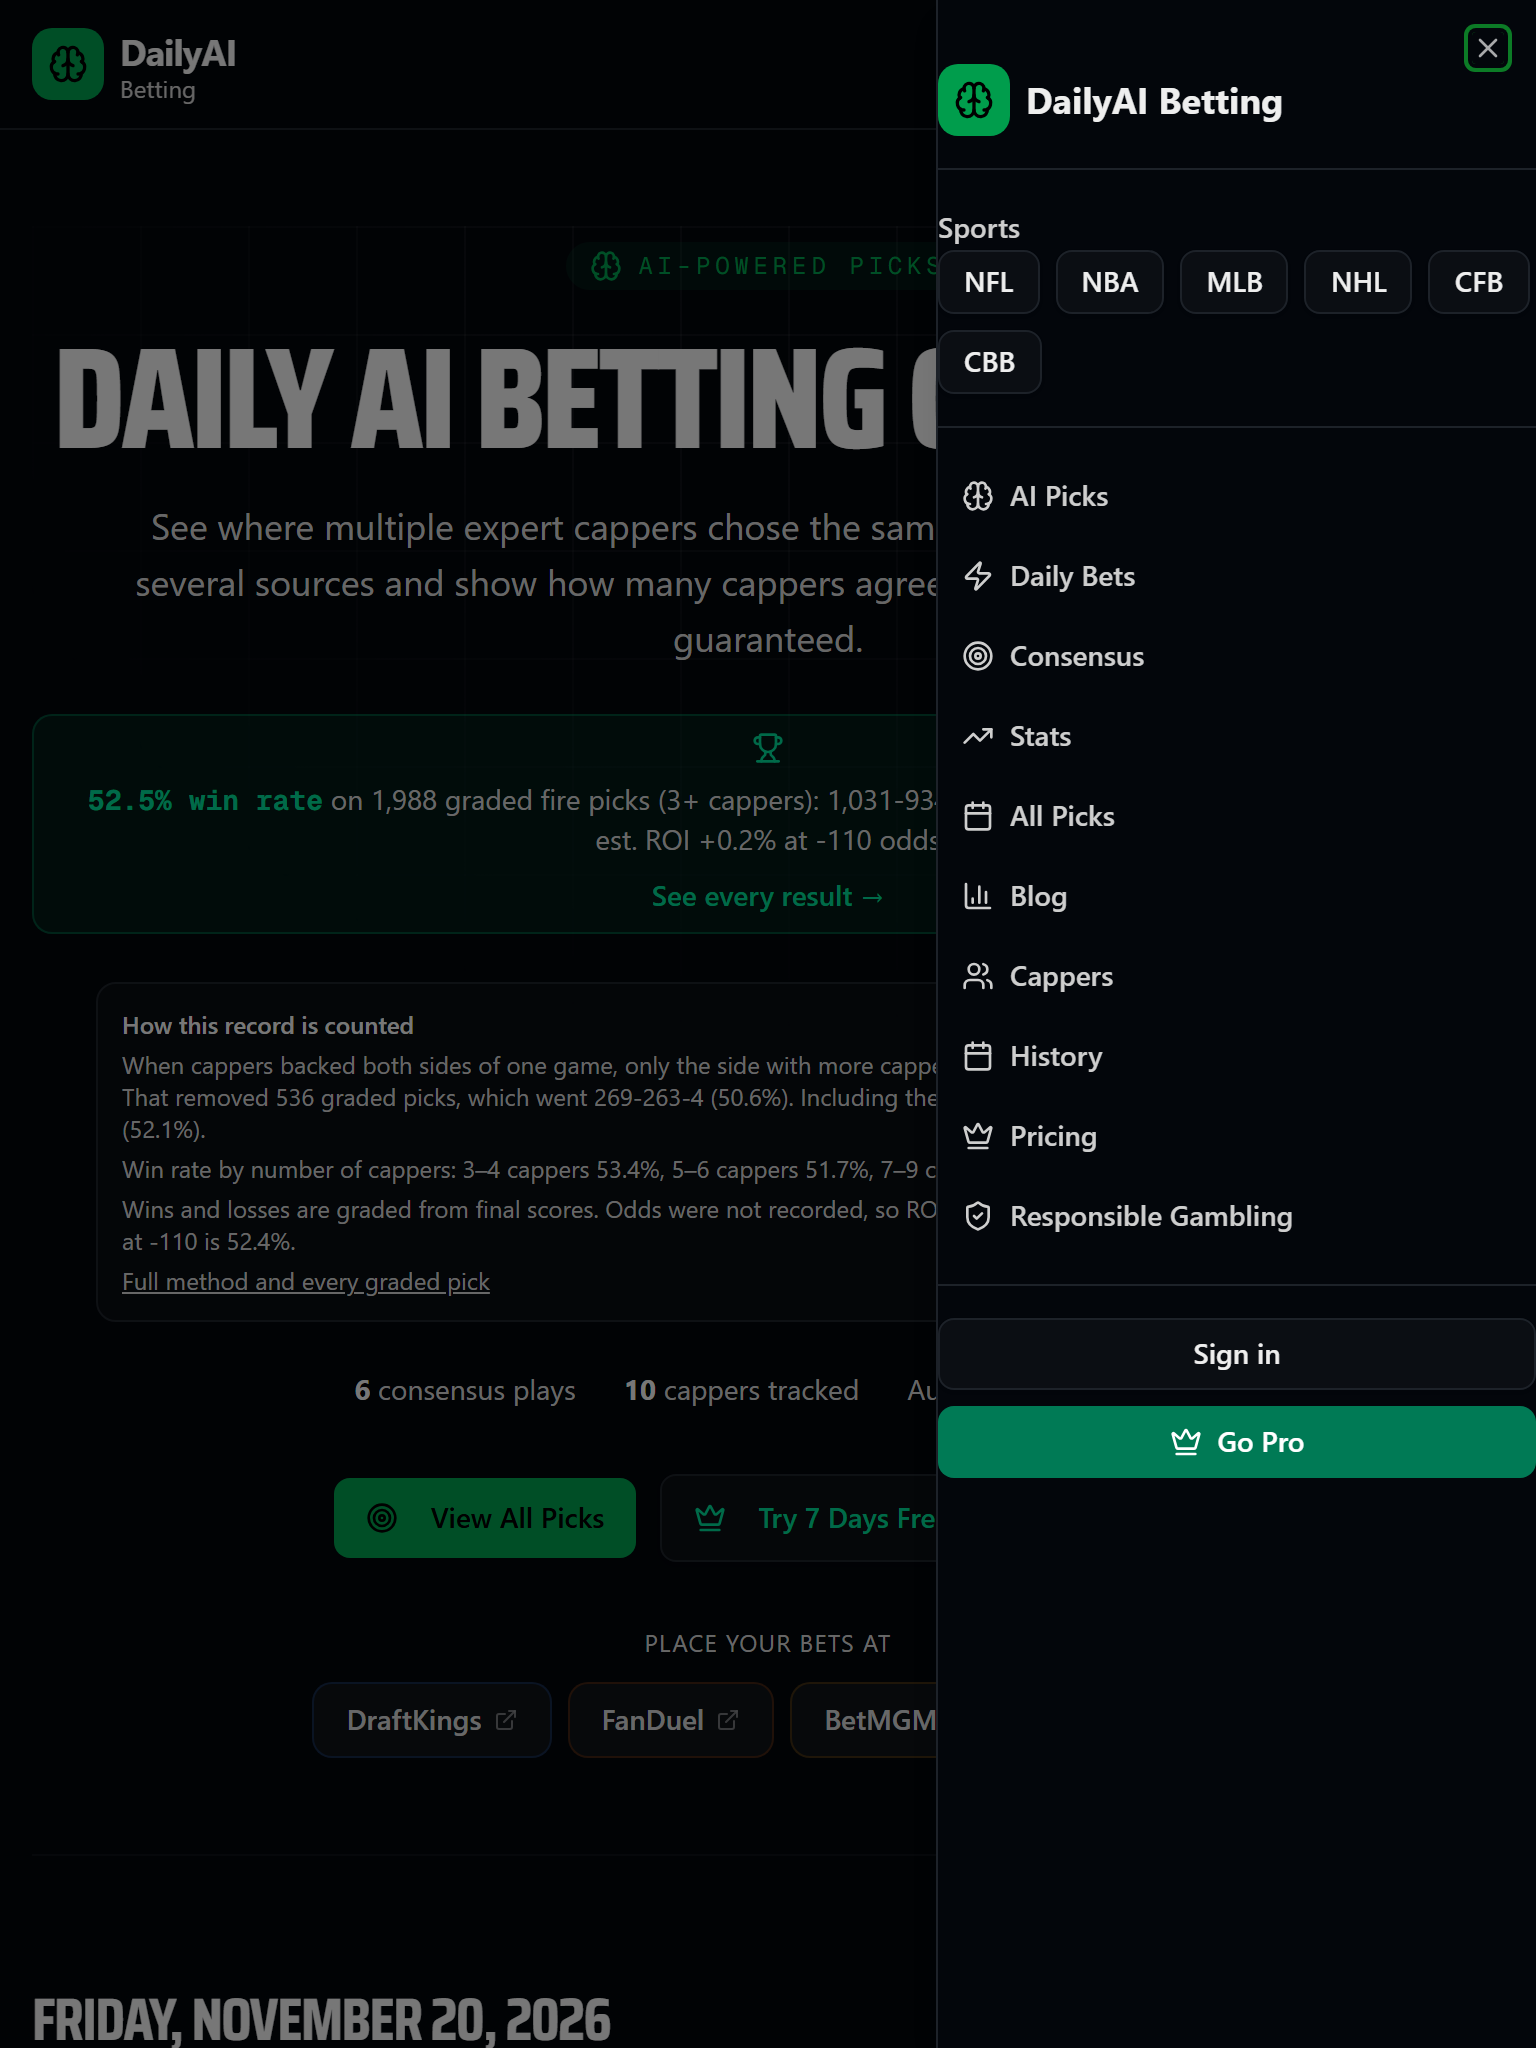 DailyAI
Betting
AI-POWERED PICKS
DAILY AI BETTING
See where multiple expert cappers chose the sam
several sources and show how many cappers agree
guaranteed.
52.5% win rate on 1,988 graded fire picks (3+ cappers): 1,031-934
est. ROI +0.2% at -110 odds
See every result →
How this record is counted
When cappers backed both sides of one game, only the side with more cappe
That removed 536 graded picks, which went 269-263-4 (50.6%). Including the
(52.1%).
Win rate by number of cappers: 3–4 cappers 53.4%, 5–6 cappers 51.7%, 7–9 c
Wins and losses are graded from final scores. Odds were not recorded, so RO
at -110 is 52.4%.
Full method and every graded pick
6 consensus plays
10 cappers tracked
Au
View All Picks
Try 7 Days Fre
PLACE YOUR BETS AT
DraftKings
FanDuel
BetMGM
FRIDAY, NOVEMBER 20, 2026
DailyAI Betting
Sports
NFL
NBA
MLB
NHL
CFB
CBB
AI Picks
Daily Bets
Consensus
Stats
All Picks
Blog
Cappers
History
Pricing
Responsible Gambling
Sign in
Go Pro